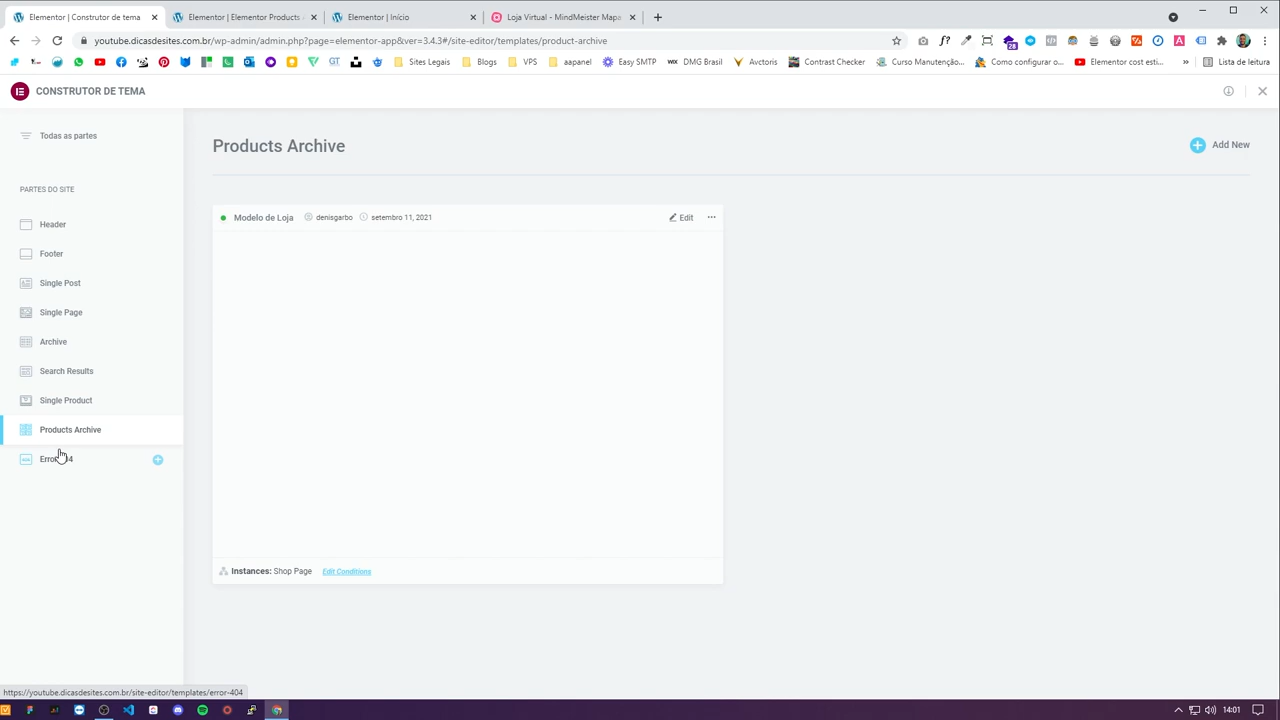 Elementor | Construtor de tema
Elementor | Elementor Products
Elementor | Início
Loja Virtual - MindMeister Mapa
youtube.dicasdesites.com.br/wp-admin/admin.php?page=elementor-app&ver=3.4.3#/site-editor/templates/product-archive
28
Sites Legais
Blogs
VPS
aapanel
Easy SMTP
WIX DMG Brasil
Avctoris
Contrast Checker
Curso Manutenção...
Como configurar o...
Elementor cost esti...
Lista de leitura
CONSTRUTOR DE TEMA
Todas as partes
PARTES DO SITE
Header
Footer
Single Post
Single Page
Archive
Search Results
Single Product
Products Archive
Products Archive
Add New
Modelo de Loja
denisgarbo
setembro 11, 2021
Edit
Instances: Shop Page
Edit Conditions
https://youtube.dicasdesites.com.br/site-editor/templates/error-404
14:01